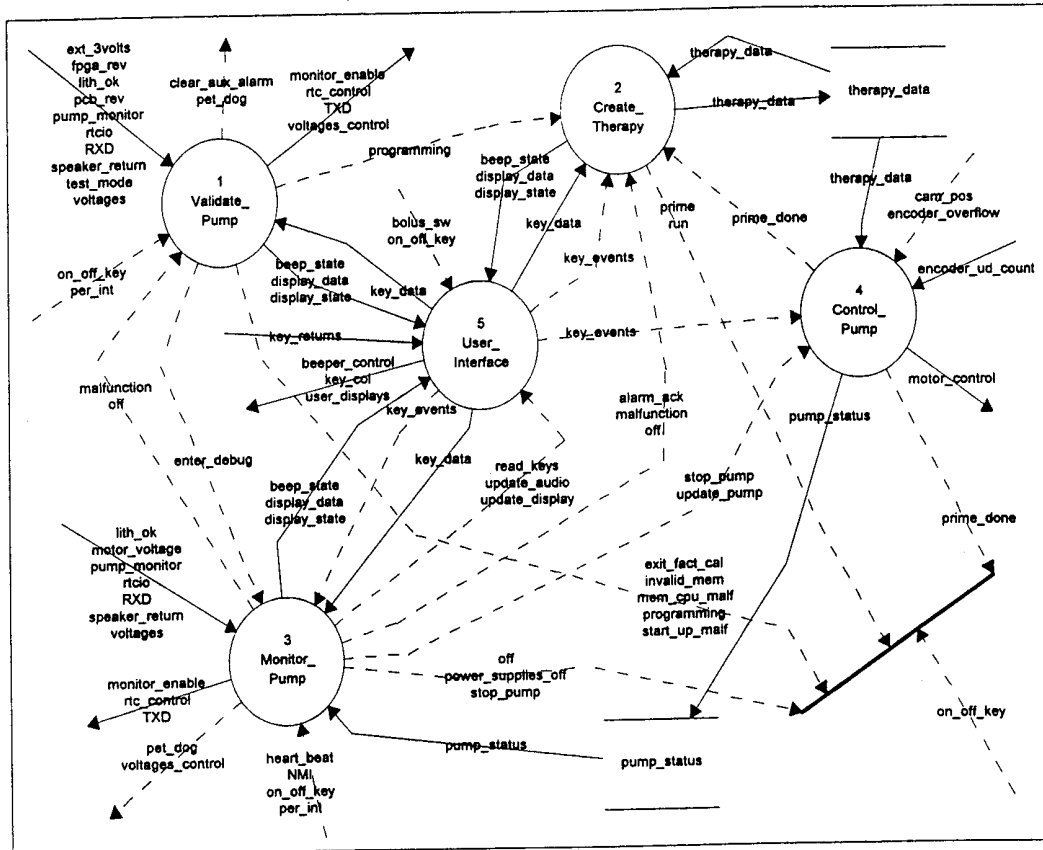 ext_3volts
fpga_rev
lith_ok
pcb_rev
pump_monitor
rtcio
RXD
speaker_return
test_mode
voltages
clear_aux_alarm
pet_dog
monitor_enable
rtc_control
TXD
voltages_control
programming
1
Validate_
Pump
2
Create_
Therapy
therapy_data
therapy_data
therapy_data
therapy_data
cam_pos
encoder_overflow
encoder_ud_count
beep_state
display_data
display_state
key_data
key_events
prime
run
prime_done
bolus_sw
on_off_key
on_off_key
per_int
beep_state
display_data
display_state
key_data
key_returns
5
User_
Interface
key_events
4
Control_
Pump
motor_control
beeper_control
key_col
user_displays
malfunction
off
key_events
alarm_ack
malfunction
off
pump_status
enter_debug
key_data
beep_state
display_data
display_state
read_keys
update_audio
update_display
stop_pump
update_pump
prime_done
lith_ok
motor_voltage
pump_monitor
rtcio
RXD
speaker_return
voltages
exit_fact_cal
invalid_mem
mem_cpu_malf
programming
start_up_malf
3
Monitor_
Pump
off
power_supplies_off
stop_pump
monitor_enable
rtc_control
TXD
pet_dog
voltages_control
heart_beat
NMI
on_off_key
per_int
pump_status
pump_status
on_off_key